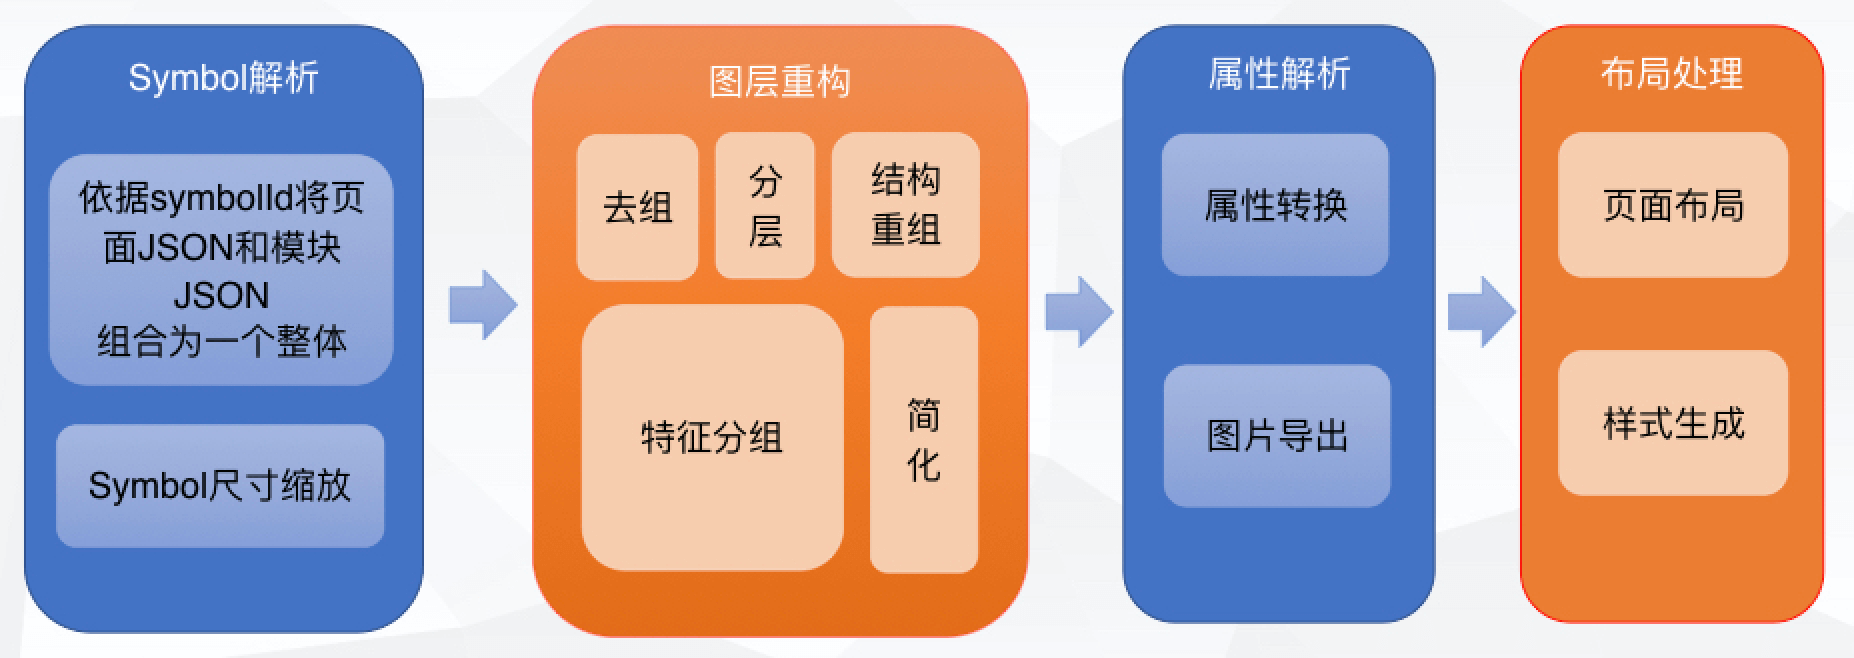 Symbol解析
依据symbolId将页
面JSON和模块
JSON
组合为一个整体
Symbol尺寸缩放
图层重构
去组
分
层
结构
重组
特征分组
简
化
属性解析
属性转换
图片导出
布局处理
页面布局
样式生成